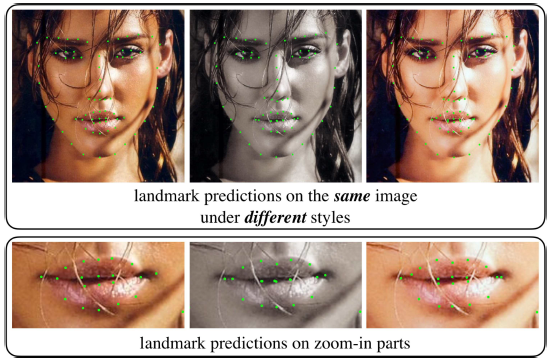 landmark predictions on the same image
under different styles
landmark predictions on zoom-in parts